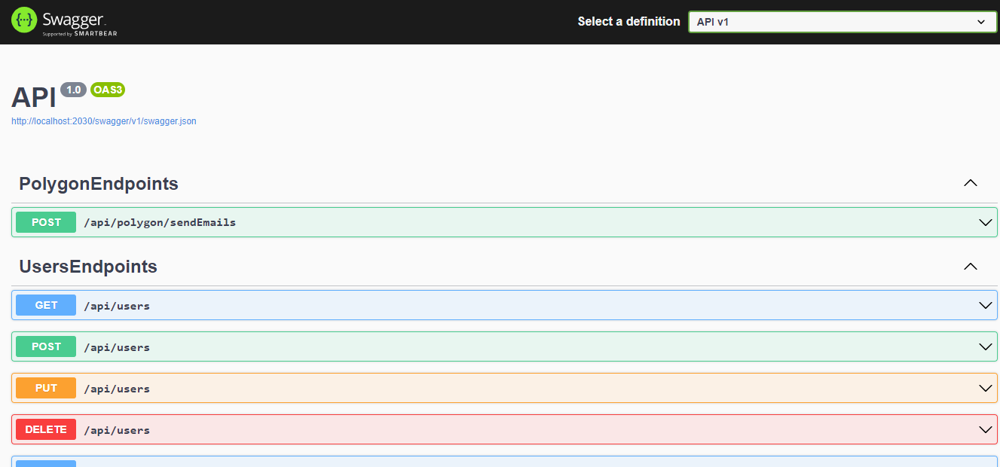 Swagger
Supported by SMARTBEAR
Select a definition
API v1
API 1.0 OAS3
http://localhost:2030/swagger/v1/swagger.json
PolygonEndpoints
POST /api/polygon/sendEmails
UsersEndpoints
GET /api/users
POST /api/users
PUT /api/users
DELETE /api/users